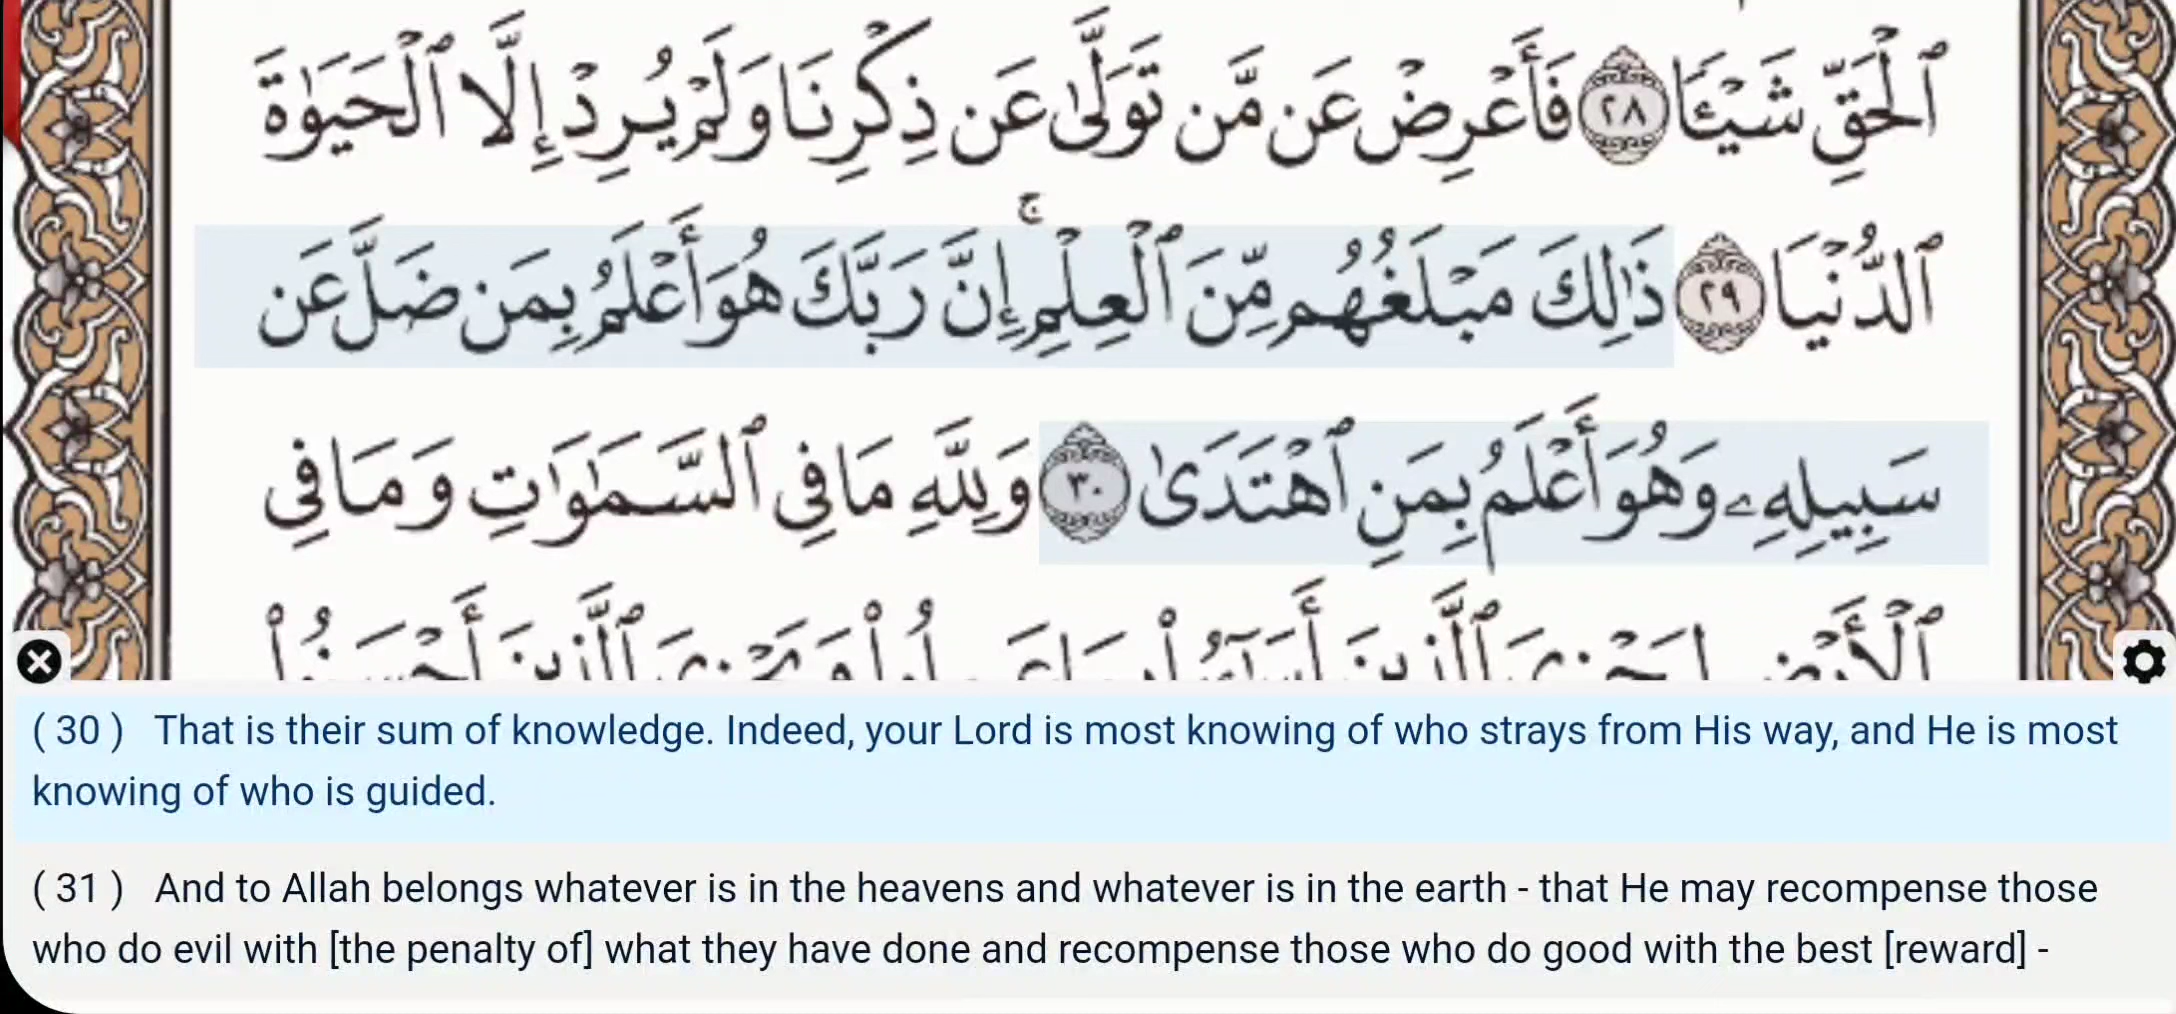 ٱلْحَقِّ شَيْـًٔا ٢٨ فَأَعْرِضْ عَن مَّن تَوَلَّىٰ عَن ذِكْرِنَا وَلَمْ يُرِدْ إِلَّا ٱلْحَيَوٰةَ
ٱلدُّنْيَا ٢٩ ذَٰلِكَ مَبْلَغُهُم مِّنَ ٱلْعِلْمِ ۚ إِنَّ رَبَّكَ هُوَ أَعْلَمُ بِمَن ضَلَّ عَن
سَبِيلِهِۦ وَهُوَ أَعْلَمُ بِمَنِ ٱهْتَدَىٰ ٣٠ وَلِلَّهِ مَا فِى ٱلسَّمَـٰوَٰتِ وَمَا فِى
( 30 ) That is their sum of knowledge. Indeed, your Lord is most knowing of who strays from His way, and He is most
knowing of who is guided.
( 31 ) And to Allah belongs whatever is in the heavens and whatever is in the earth - that He may recompense those
who do evil with [the penalty of] what they have done and recompense those who do good with the best [reward] -